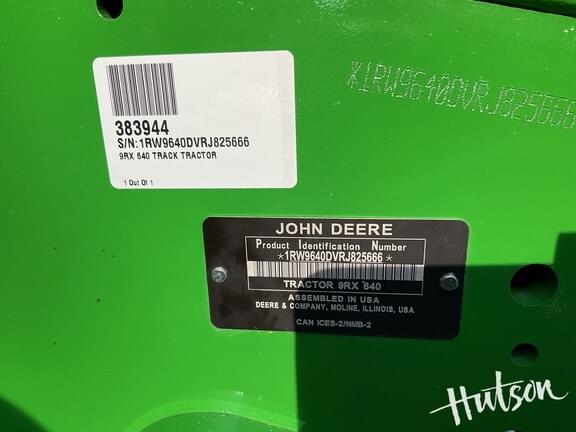 383944
S/N:1RW9640DVRJ825666
9RX 640 TRACK TRACTOR
1 Out Of 1
*1RW9640DVRJ825666
JOHN DEERE
Product Identification Number
*1RW9640DVRJ825666*
TRACTOR 9RX 640
ASSEMBLED IN USA
DEERE & COMPANY, MOLINE, ILLINOIS, USA
CAN ICES-2/NMB-2
Hutson